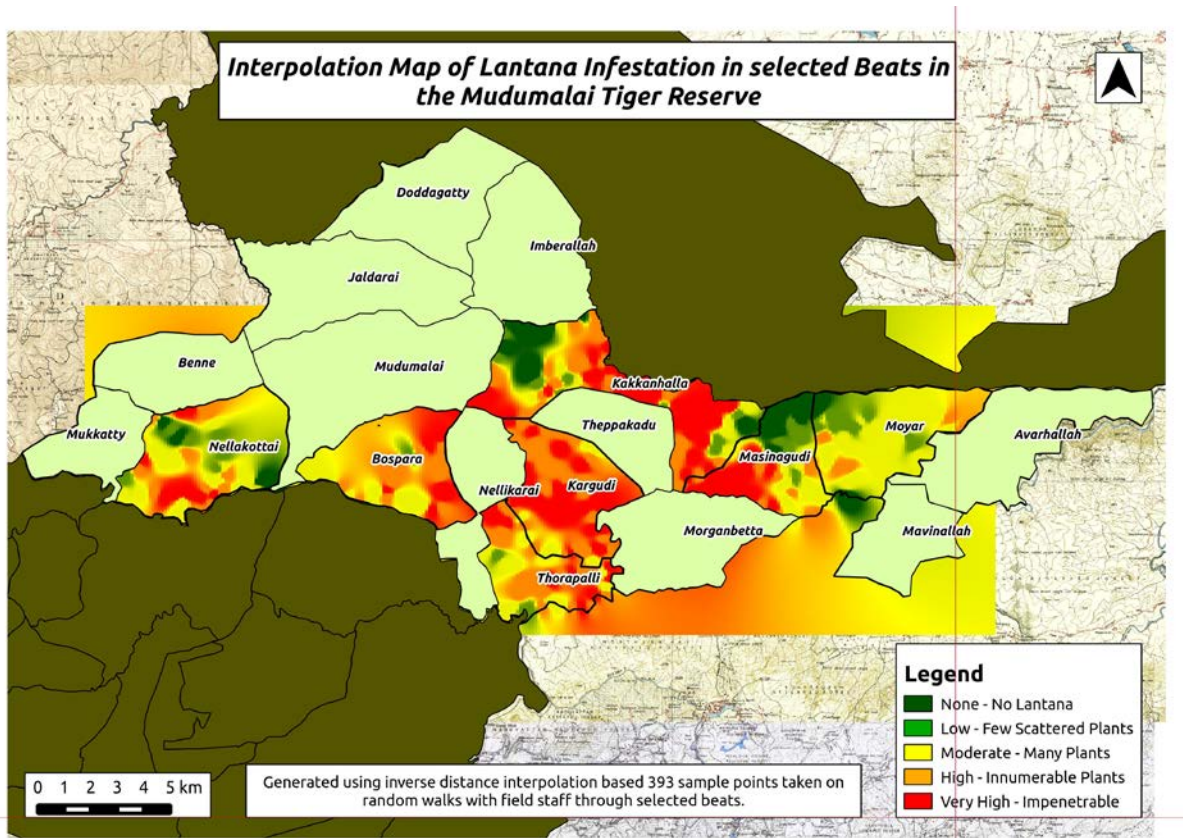 Interpolation Map of Lantana Infestation in selected Beats in
the Mudumalai Tiger Reserve
Doddagatty
Imberallah
Jaldarai
Benne
Mudumalai
Kakkanhalla
Mukkatty
Nellakottai
Bospara
Theppakadu
Masinagudi
Moyar
Avarhallah
Nellikarai
Kargudi
Morganbetta
Mavinallah
Thorapalli
Legend
None - No Lantana
Low - Few Scattered Plants
Moderate - Many Plants
High - Innumerable Plants
Very High - Impenetrable
0 1 2 3 4 5 km
Generated using inverse distance interpolation based 393 sample points taken on
random walks with field staff through selected beats.